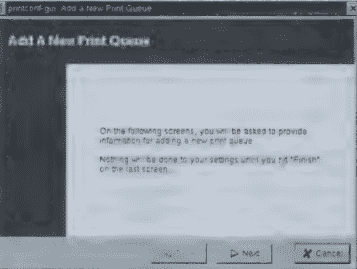 printconf-gui: Add a New Print Queue
Add A New Print Queue
On the following screens, you will be asked to provide
information for adding a new print queue.
Nothing will be done to your settings until you hit "Finish"
on the last screen.
Next
Cancel